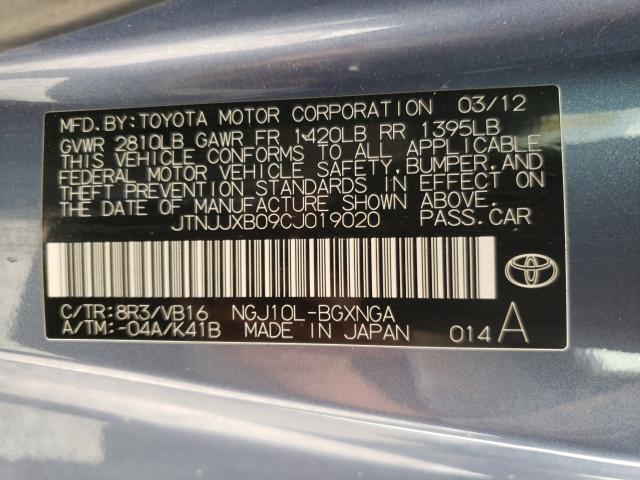 MFD. BY: TOYOTA MOTOR CORPORATION 03/12
GVWR 2810LB GAWR FR 1420LB RR 1395LB
THIS VEHICLE CONFORMS TO ALL APPLICABLE
FEDERAL MOTOR VEHICLE SAFETY, BUMPER, AND
THEFT PREVENTION STANDARDS IN EFFECT ON
THE DATE OF MANUFACTURE SHOWN ABOVE.
JTNJJXB09CJ019020 PASS. CAR
C/TR: 8R3/VB16 NGJ10L-BGXNGA
A/TM: -04A/K41B MADE IN JAPAN 014 A